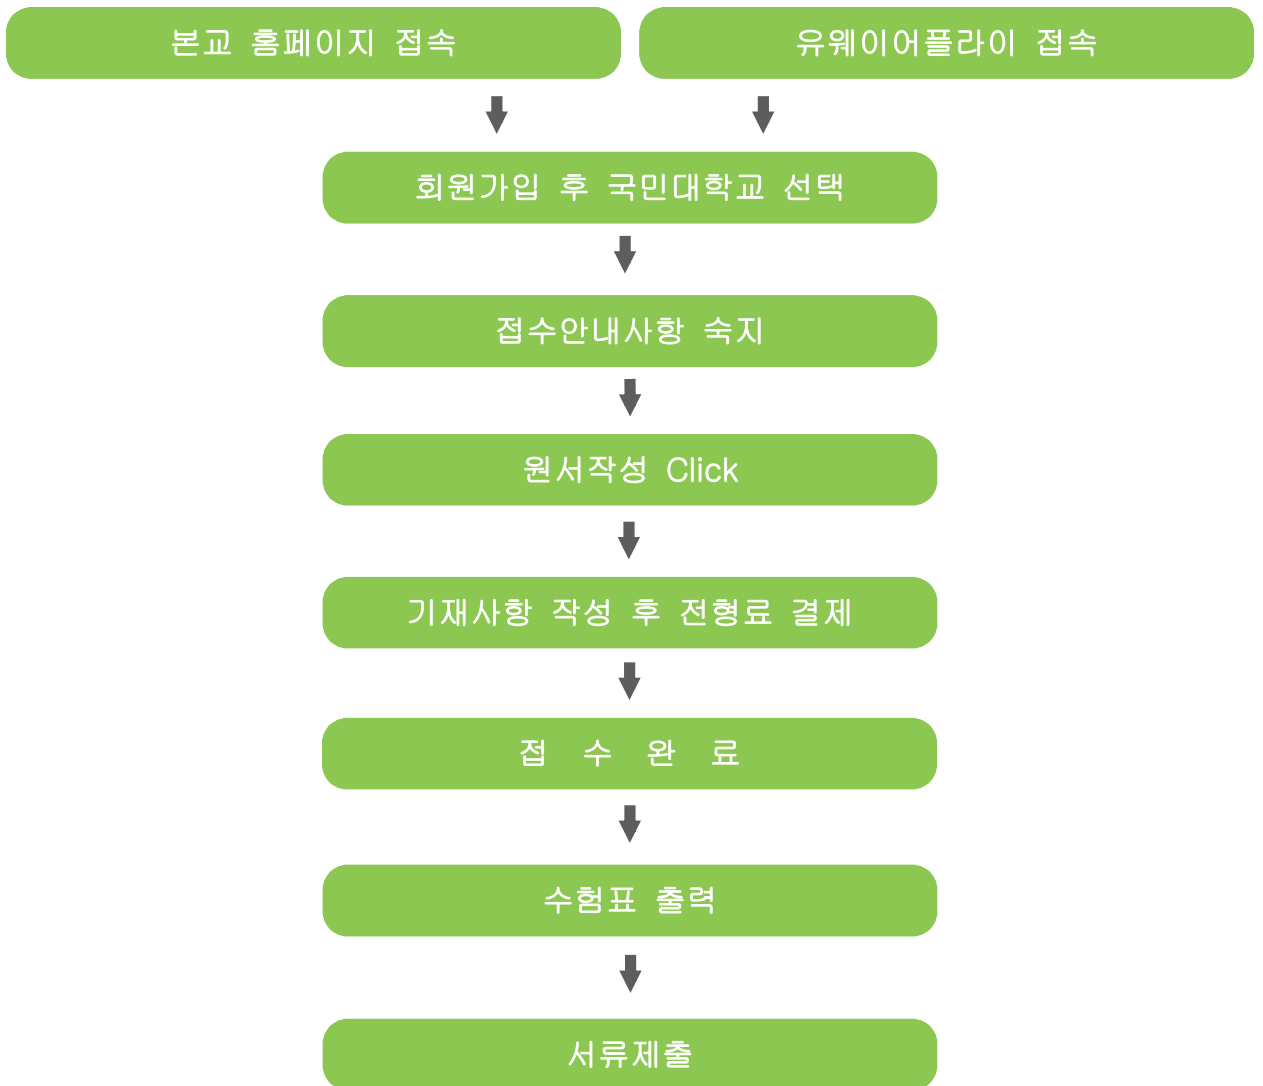 본교 홈페이지 접속
유웨이어플라이 접속
회원가입 후 국민대학교 선택
접수안내사항 숙지
원서작성 Click
기재사항 작성 후 전형료 결제
접 수 완 료
수험표 출력
서류제출